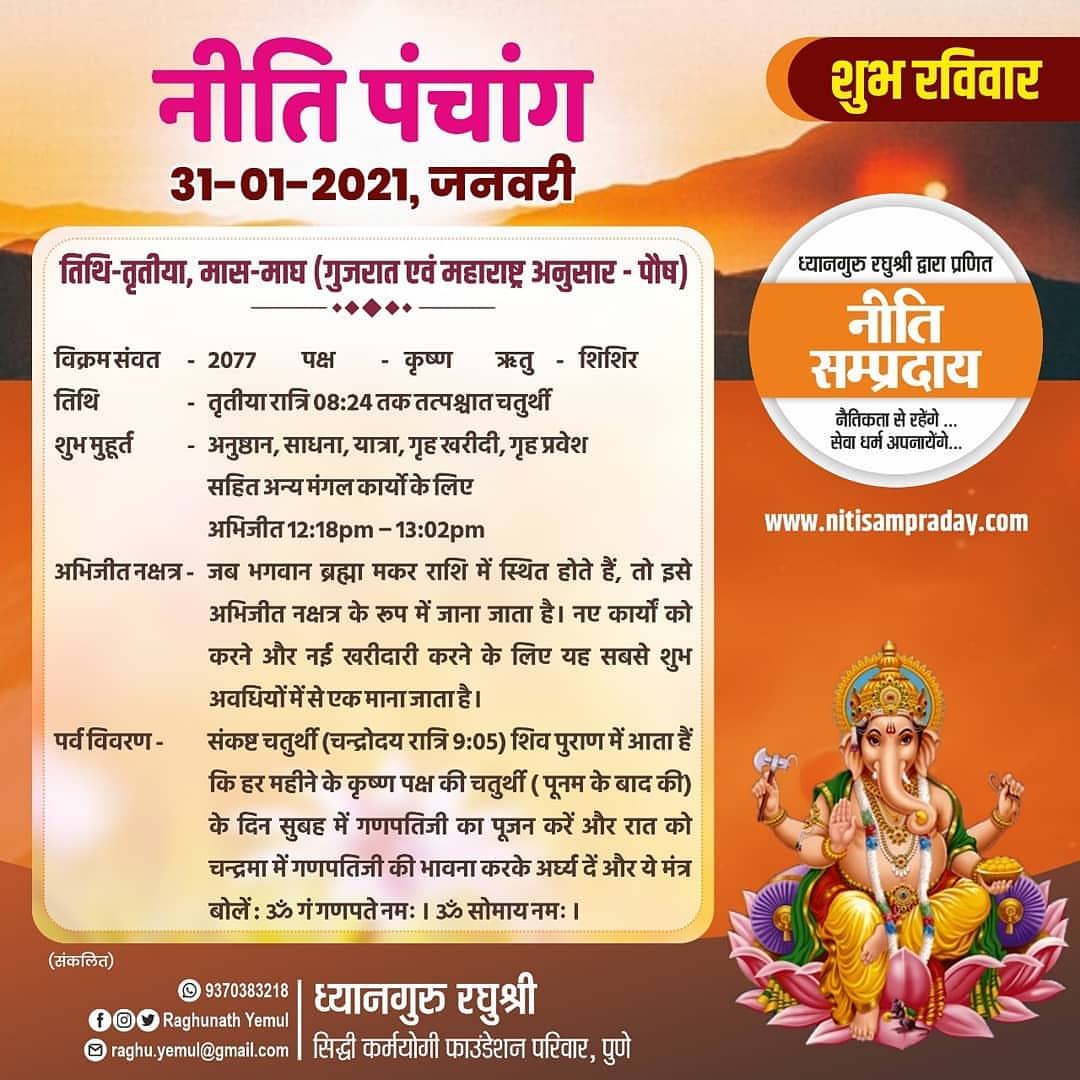 नीति पंचांग
31-01-2021, जनवरी
शुभ रविवार
तिथि-तृतीया, मास-माघ (गुजरात एवं महाराष्ट्र अनुसार - पौष)
विक्रम संवत - 2077 पक्ष - कृष्ण ऋतु - शिशिर
तिथि - तृतीया रात्रि 08:24 तक तत्पश्चात चतुर्थी
शुभ मुहूर्त - अनुष्ठान, साधना, यात्रा, गृह खरीदी, गृह प्रवेश
सहित अन्य मंगल कार्यो के लिए
अभिजीत 12:18pm – 13:02pm
अभिजीत नक्षत्र - जब भगवान ब्रह्मा मकर राशि में स्थित होते हैं, तो इसे
अभिजीत नक्षत्र के रूप में जाना जाता है। नए कार्यों को
करने और नई खरीदारी करने के लिए यह सबसे शुभ
अवधियों में से एक माना जाता है।
पर्व विवरण - संकष्ट चतुर्थी (चन्द्रोदय रात्रि 9:05) शिव पुराण में आता हैं
कि हर महीने के कृष्ण पक्ष की चतुर्थी ( पूनम के बाद की)
के दिन सुबह में गणपतिजी का पूजन करें और रात को
चन्द्रमा में गणपतिजी की भावना करके अर्घ्य दें और ये मंत्र
बोलें : ॐ गं गणपते नमः । ॐ सोमाय नमः ।
ध्यानगुरु रघुश्री द्वारा प्रणित
नीति
सम्प्रदाय
नैतिकता से रहेंगे ...
सेवा धर्म अपनायेंगे...
www.nitisampraday.com
(संकलित)
9370383218
Raghunath Yemul
raghu.yemul@gmail.com
ध्यानगुरु रघुश्री
सिद्धी कर्मयोगी फाउंडेशन परिवार, पुणे